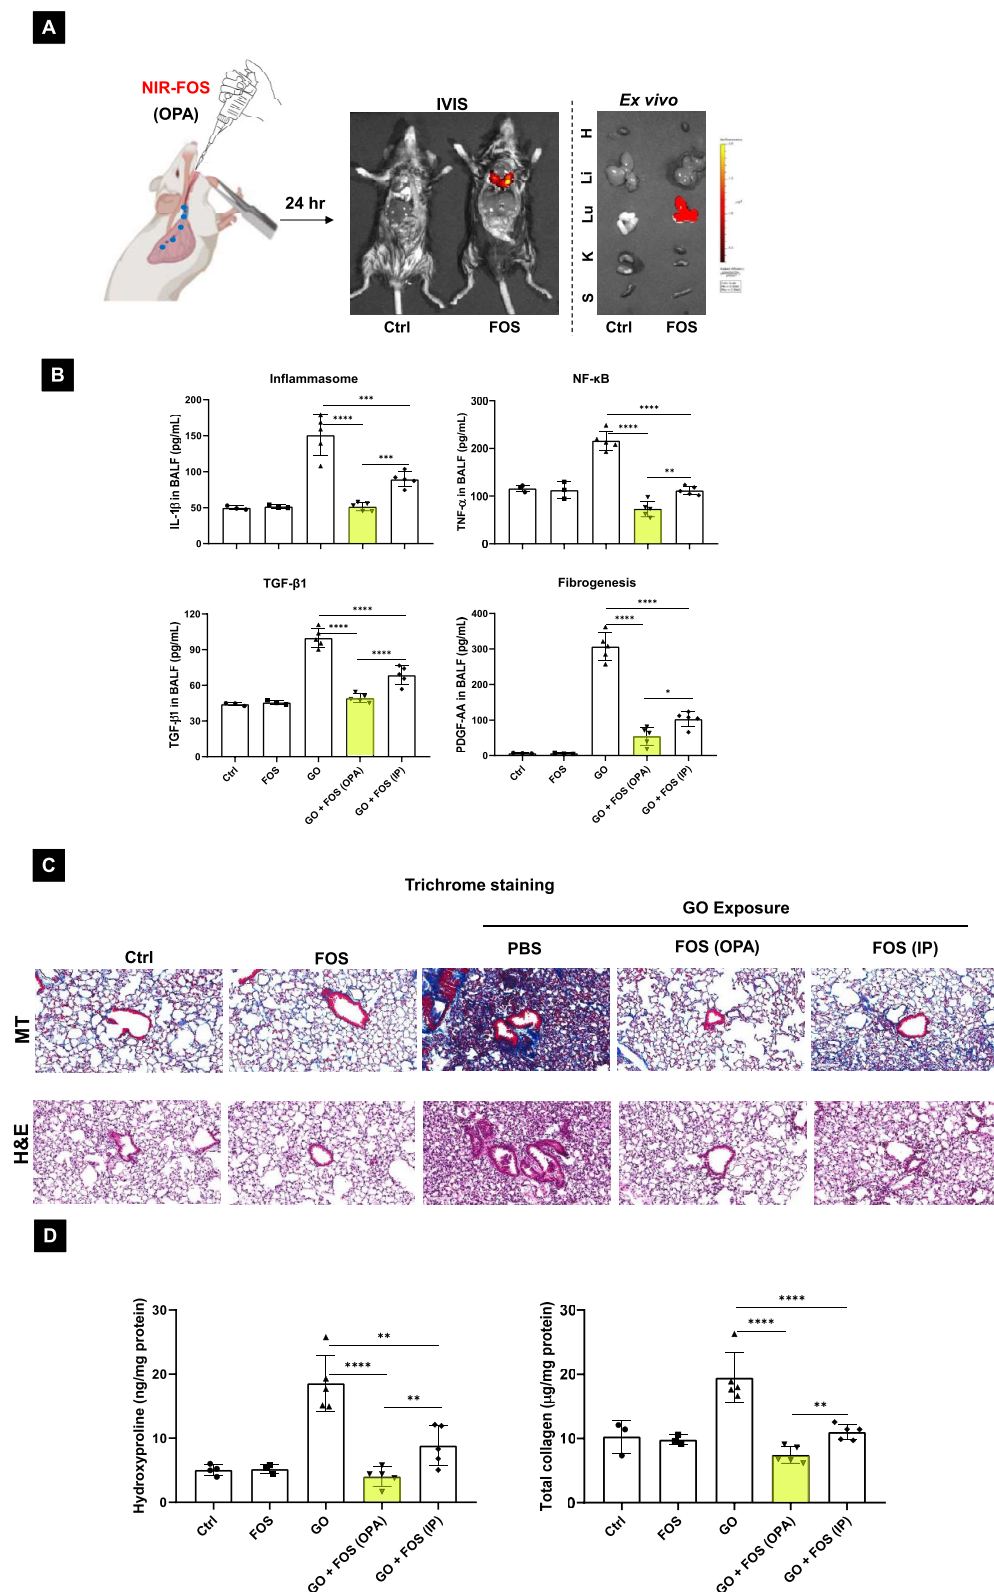 A
NIR-FOS
(OPA)
24 hr
IVIS
Ctrl
FOS
Ex vivo
H
Li
Lu
K
S
Ctrl
FOS
B
Inflammasome
IL-1β in BALF (pg/mL)
200
150
100
50
0
***
****
***
NF-κB
TNF-α in BALF (pg/mL)
300
200
100
0
****
****
**
TGF-β1
TGF-β1 in BALF (pg/mL)
120
90
60
30
0
****
****
****
Ctrl
FOS
GO
GO + FOS (OPA)
GO + FOS (IP)
Fibrogenesis
PDGF-AA in BALF (pg/mL)
400
300
200
100
0
****
****
*
Ctrl
FOS
GO
GO + FOS (OPA)
GO + FOS (IP)
C
Trichrome staining
GO Exposure
Ctrl
FOS
PBS
FOS (OPA)
FOS (IP)
MT
H&E
D
Hydroxyproline (ng/mg protein)
30
20
10
0
**
****
**
Ctrl
FOS
GO
GO + FOS (OPA)
GO + FOS (IP)
Total collagen (μg/mg protein)
30
20
10
0
****
****
**
Ctrl
FOS
GO
GO + FOS (OPA)
GO + FOS (IP)